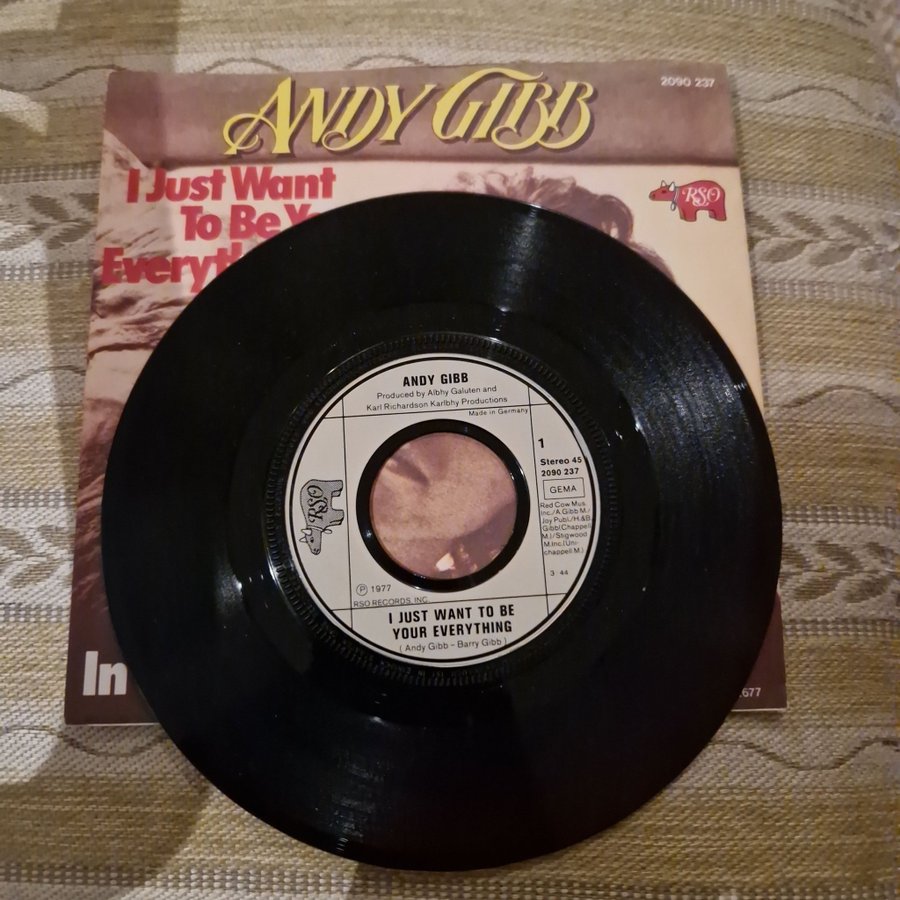 ANDY GIBB
2090 237
I Just Want
To Be
RSO
ANDY GIBB
Produced by Albhy Galuten and
Karl Richardson Karlbhy Productions
Made in Germany
1
Stereo 45
2090 237
GEMA
Red Cow Mus.
Inc./A.Gibb M./
Joy Publ./H.&B.
Gibb(Chappell
M.)/Stigwood
M.Inc.(Uni-
chappell M.)
3 44
RSO
Ⓟ 1977
RSO RECORDS, INC.
I JUST WANT TO BE
YOUR EVERYTHING
( Andy Gibb - Barry Gibb )
In
677